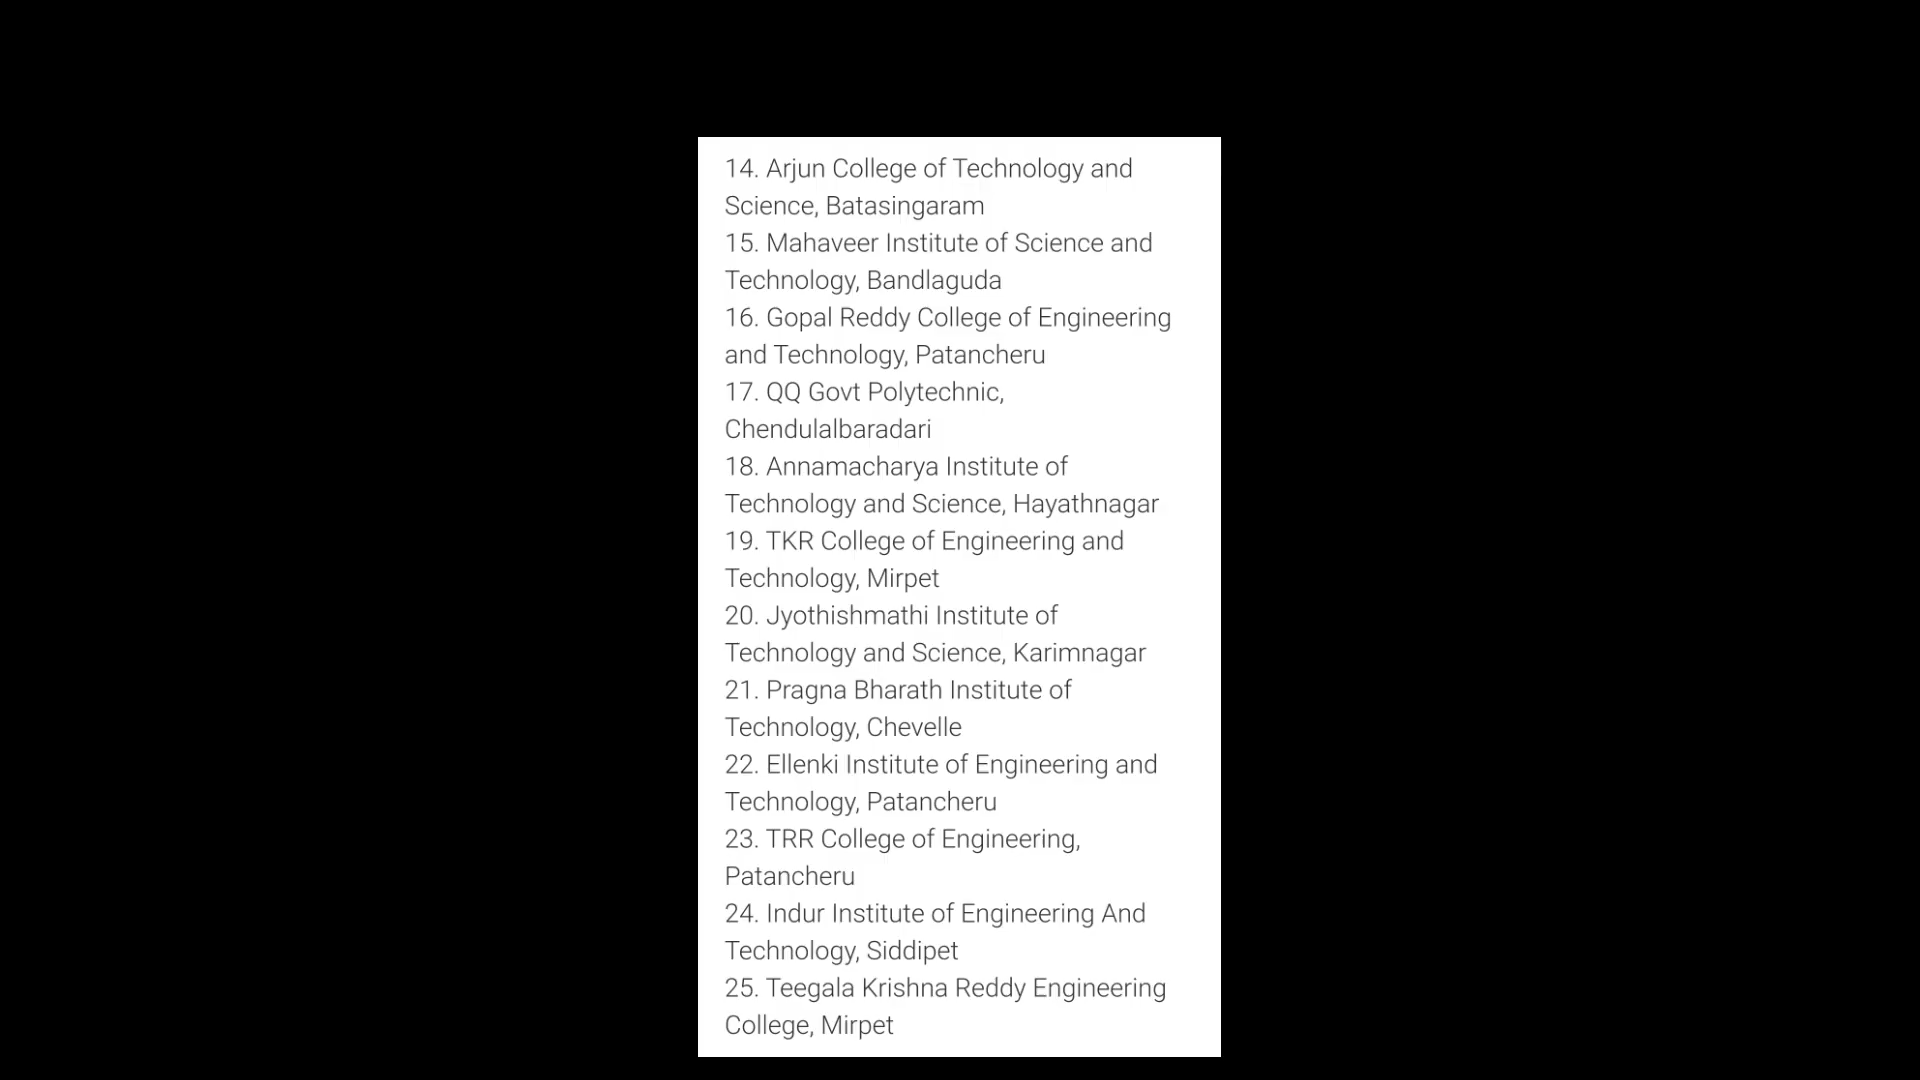 14. Arjun College of Technology and
Science, Batasingaram
15. Mahaveer Institute of Science and
Technology, Bandlaguda
16. Gopal Reddy College of Engineering
and Technology, Patancheru
17. QQ Govt Polytechnic,
Chendulalbaradari
18. Annamacharya Institute of
Technology and Science, Hayathnagar
19. TKR College of Engineering and
Technology, Mirpet
20. Jyothishmathi Institute of
Technology and Science, Karimnagar
21. Pragna Bharath Institute of
Technology, Chevelle
22. Ellenki Institute of Engineering and
Technology, Patancheru
23. TRR College of Engineering,
Patancheru
24. Indur Institute of Engineering And
Technology, Siddipet
25. Teegala Krishna Reddy Engineering
College, Mirpet